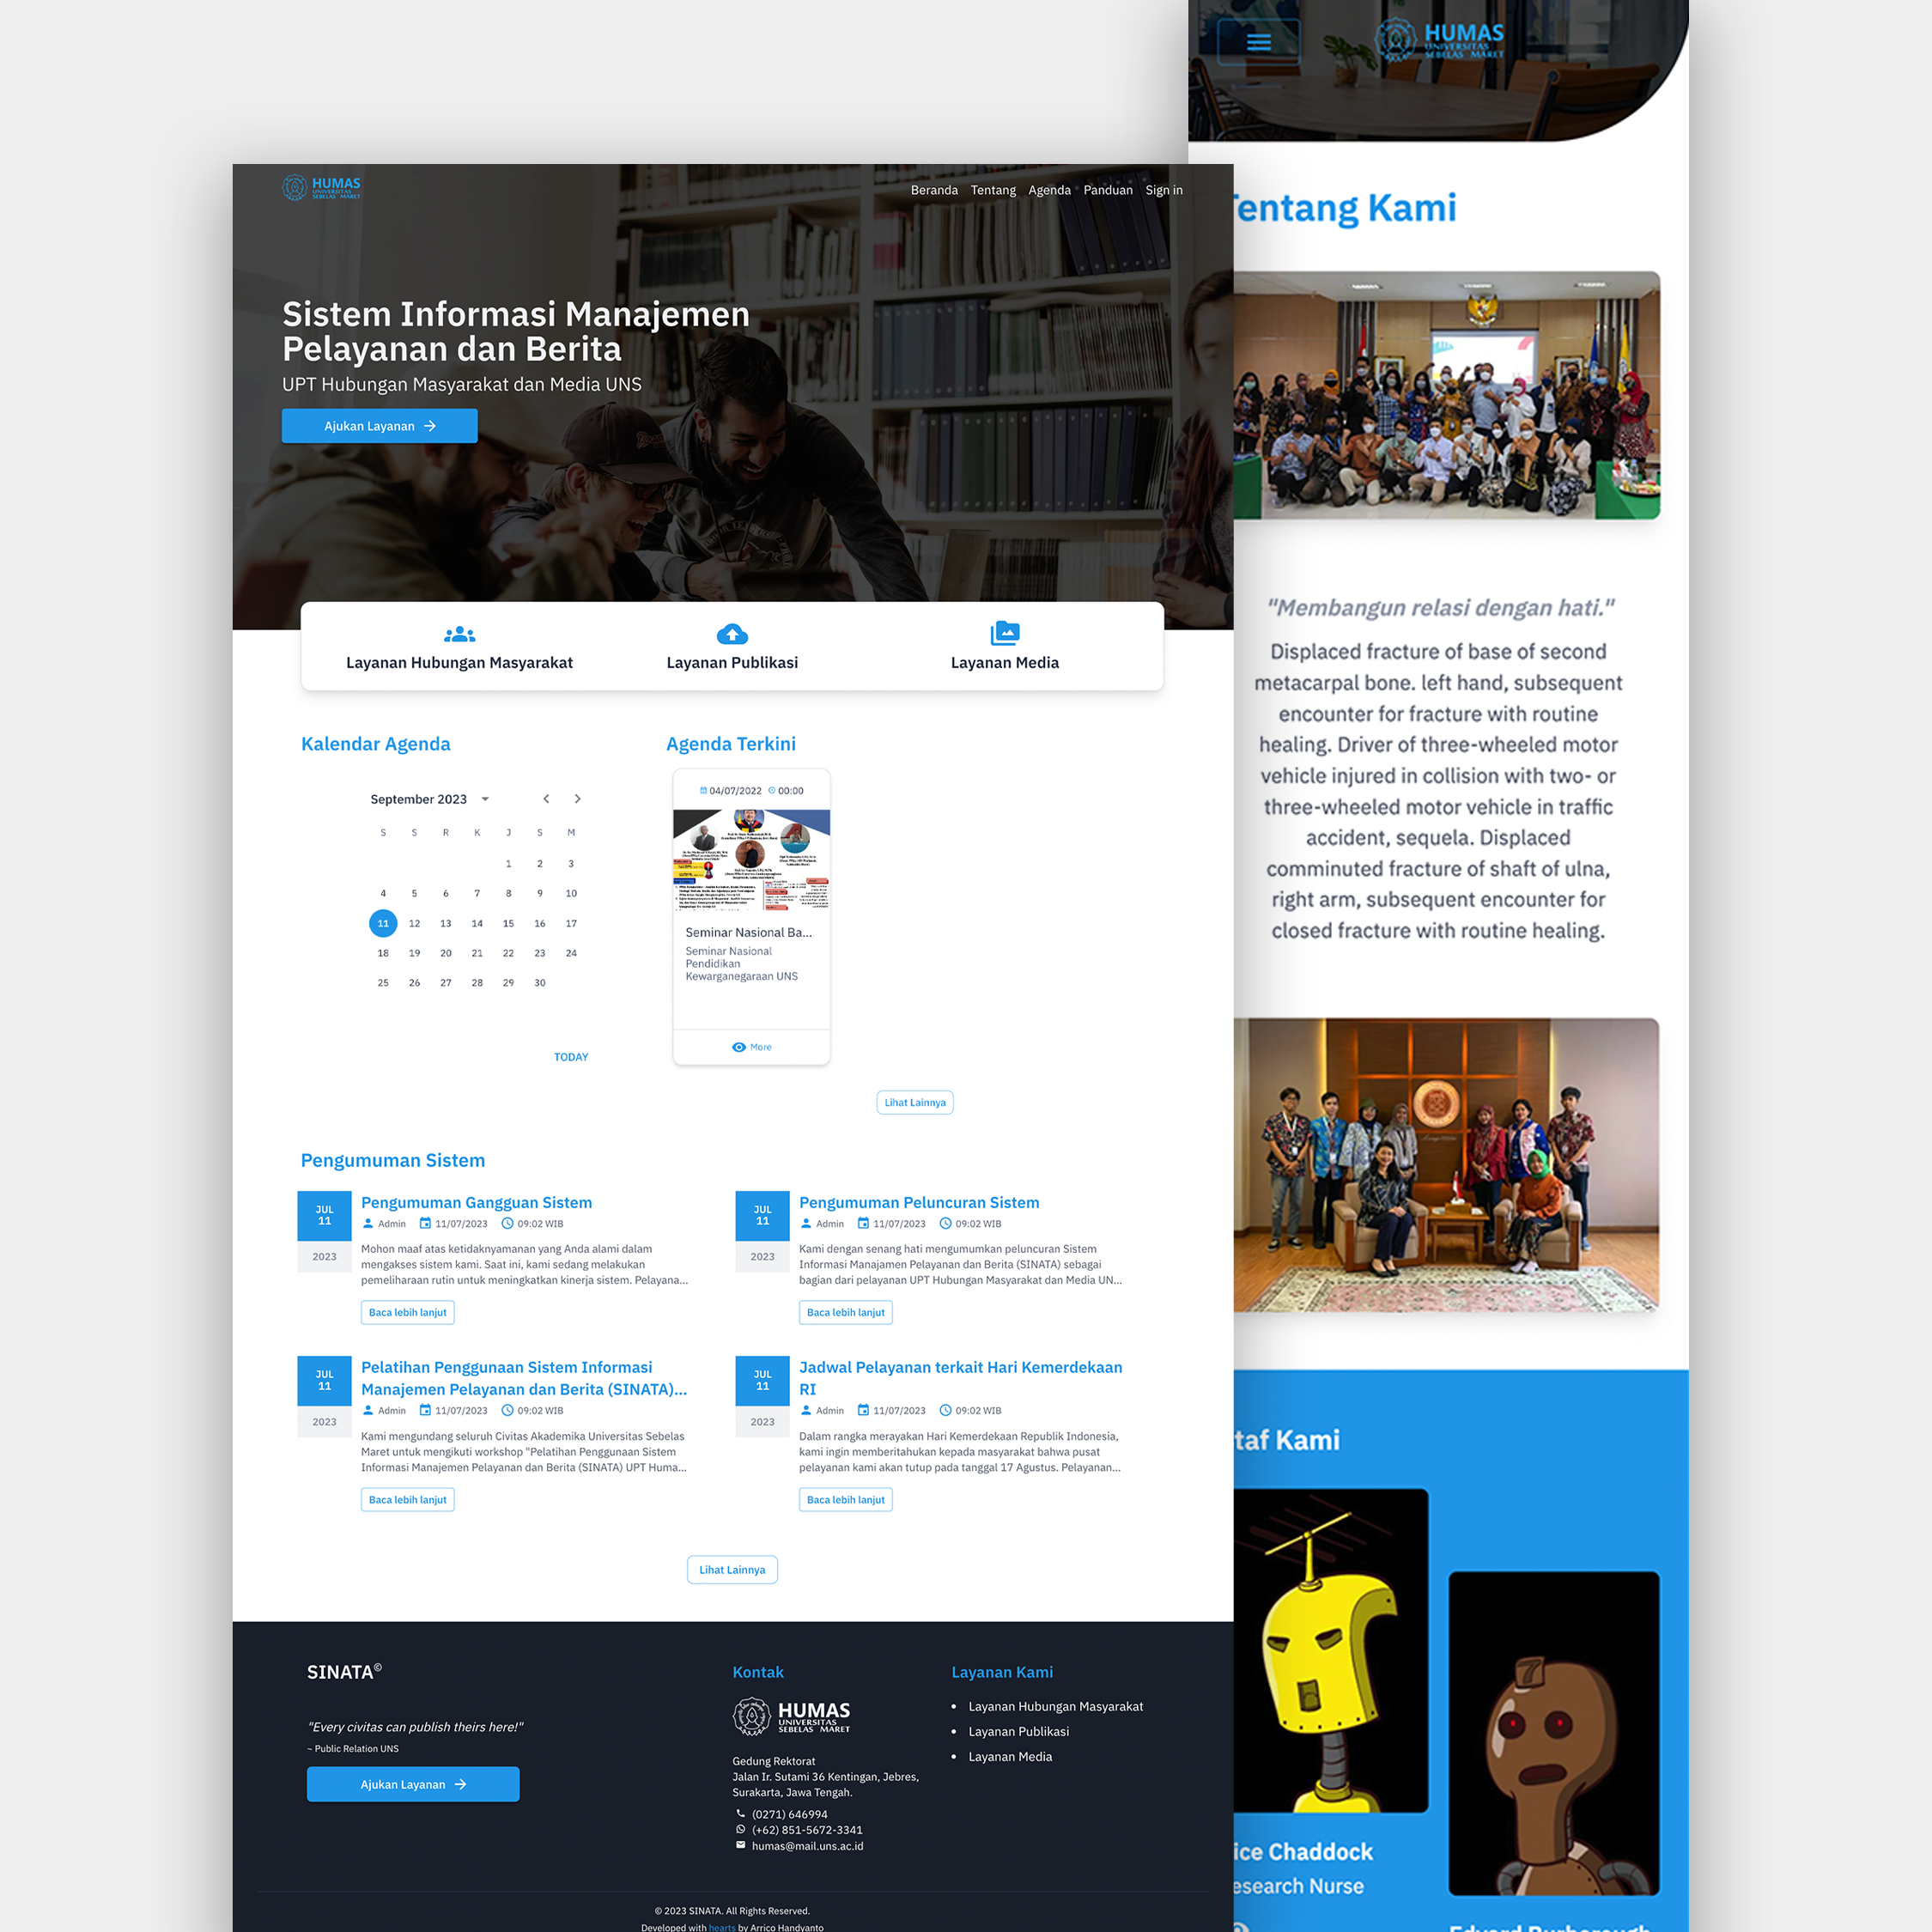 HUMAS
UNIVERSITAS
SEBELAS MARET
Beranda Tentang Agenda Panduan Sign in
Sistem Informasi Manajemen
Pelayanan dan Berita
UPT Hubungan Masyarakat dan Media UNS
Ajukan Layanan
Layanan Hubungan Masyarakat
Layanan Publikasi
Layanan Media
Kalendar Agenda
September 2023
S S R K J S M
1 2 3
4 5 6 7 8 9 10
11 12 13 14 15 16 17
18 19 20 21 22 23 24
25 26 27 28 29 30
TODAY
Agenda Terkini
04/07/2022 00:00
Seminar Nasional Ba...
Seminar Nasional
Pendidikan
Kewarganegaraan UNS
More
Lihat Lainnya
Pengumuman Sistem
JUL
11
2023
Pengumuman Gangguan Sistem
Admin 11/07/2023 09:02 WIB
Mohon maaf atas ketidaknyamanan yang Anda alami dalam
mengakses sistem kami. Saat ini, kami sedang melakukan
pemeliharaan rutin untuk meningkatkan kinerja sistem. Pelayana...
Baca lebih lanjut
JUL
11
2023
Pengumuman Peluncuran Sistem
Admin 11/07/2023 09:02 WIB
Kami dengan senang hati mengumumkan peluncuran Sistem
Informasi Manajamen Pelayanan dan Berita (SINATA) sebagai
bagian dari pelayanan UPT Hubungan Masyarakat dan Media UN...
Baca lebih lanjut
JUL
11
2023
Pelatihan Penggunaan Sistem Informasi
Manajemen Pelayanan dan Berita (SINATA)...
Admin 11/07/2023 09:02 WIB
Kami mengundang seluruh Civitas Akademika Universitas Sebelas
Maret untuk mengikuti workshop "Pelatihan Penggunaan Sistem
Informasi Manajemen Pelayanan dan Berita (SINATA) UPT Huma...
Baca lebih lanjut
JUL
11
2023
Jadwal Pelayanan terkait Hari Kemerdekaan
RI
Admin 11/07/2023 09:02 WIB
Dalam rangka merayakan Hari Kemerdekaan Republik Indonesia,
kami ingin memberitahukan kepada masyarakat bahwa pusat
pelayanan kami akan tutup pada tanggal 17 Agustus. Pelayanan...
Baca lebih lanjut
Lihat Lainnya
SINATA©
"Every civitas can publish theirs here!"
~ Public Relation UNS
Ajukan Layanan
Kontak
HUMAS
UNIVERSITAS
SEBELAS MARET
Gedung Rektorat
Jalan Ir. Sutami 36 Kentingan, Jebres,
Surakarta, Jawa Tengah.
(0271) 646994
(+62) 851-5672-3341
humas@mail.uns.ac.id
Layanan Kami
• Layanan Hubungan Masyarakat
• Layanan Publikasi
• Layanan Media
© 2023 SINATA. All Rights Reserved.
Developed with hearts by Arrico Handyanto
HUMAS
UNIVERSITAS
SEBELAS MARET
Tentang Kami
"Membangun relasi dengan hati."
Displaced fracture of base of second
metacarpal bone. left hand, subsequent
encounter for fracture with routine
healing. Driver of three-wheeled motor
vehicle injured in collision with two- or
three-wheeled motor vehicle in traffic
accident, sequela. Displaced
comminuted fracture of shaft of ulna,
right arm, subsequent encounter for
closed fracture with routine healing.
taf Kami
ice Chaddock
esearch Nurse